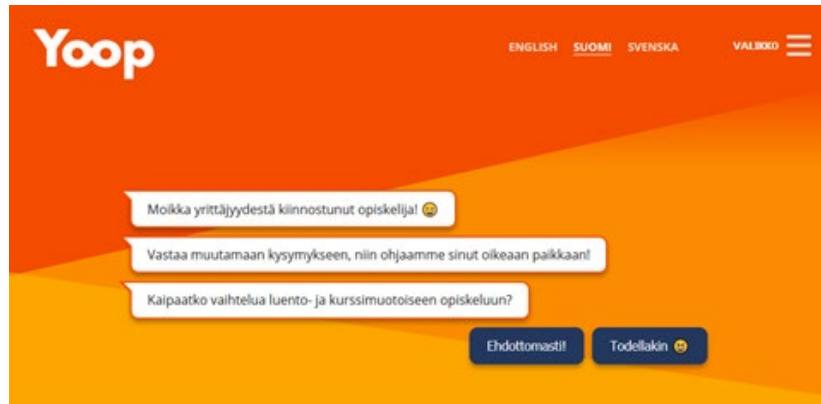 Yoop
ENGLISH SUOMI SVENSKA VALIKKO
Moikka yrittäjyydestä kiinnostunut opiskelija! 😄
Vastaa muutamaan kysymykseen, niin ohjaamme sinut oikeaan paikkaan!
Kaipaatko vaihtelua luento- ja kurssimuotoiseen opiskeluun?
Ehdottomasti! Todellakin 😀